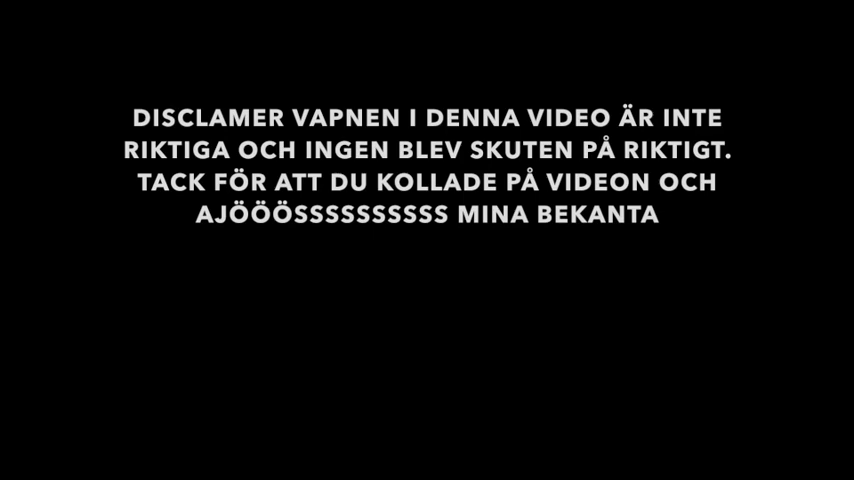 DISCLAMER VAPNEN I DENNA VIDEO ÄR INTE
RIKTIGA OCH INGEN BLEV SKUTEN PÅ RIKTIGT.
TACK FÖR ATT DU KOLLADE PÅ VIDEON OCH
AJÖÖÖSSSSSSSSSS MINA BEKANTA